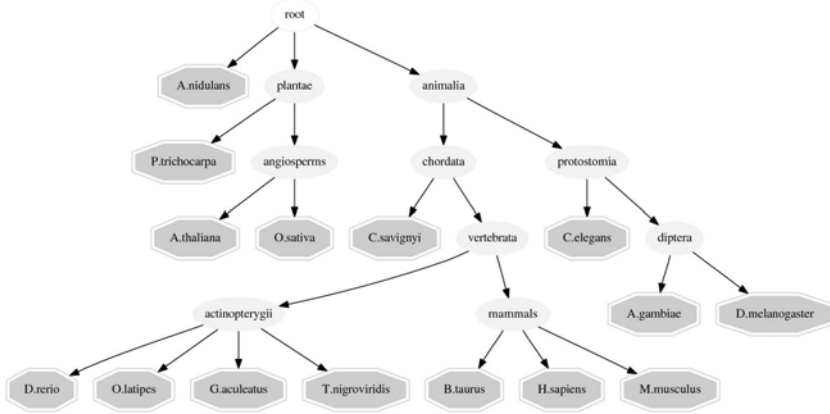 root
A.nidulans plantae animalia
P.trichocarpa angiosperms chordata protostomia
A.thaliana O.sativa C.savignyi vertebrata C.elegans diptera
actinopterygii mammals A.gambiae D.melanogaster
D.rerio O.latipes G.aculeatus T.nigroviridis B.taurus H.sapiens M.musculus